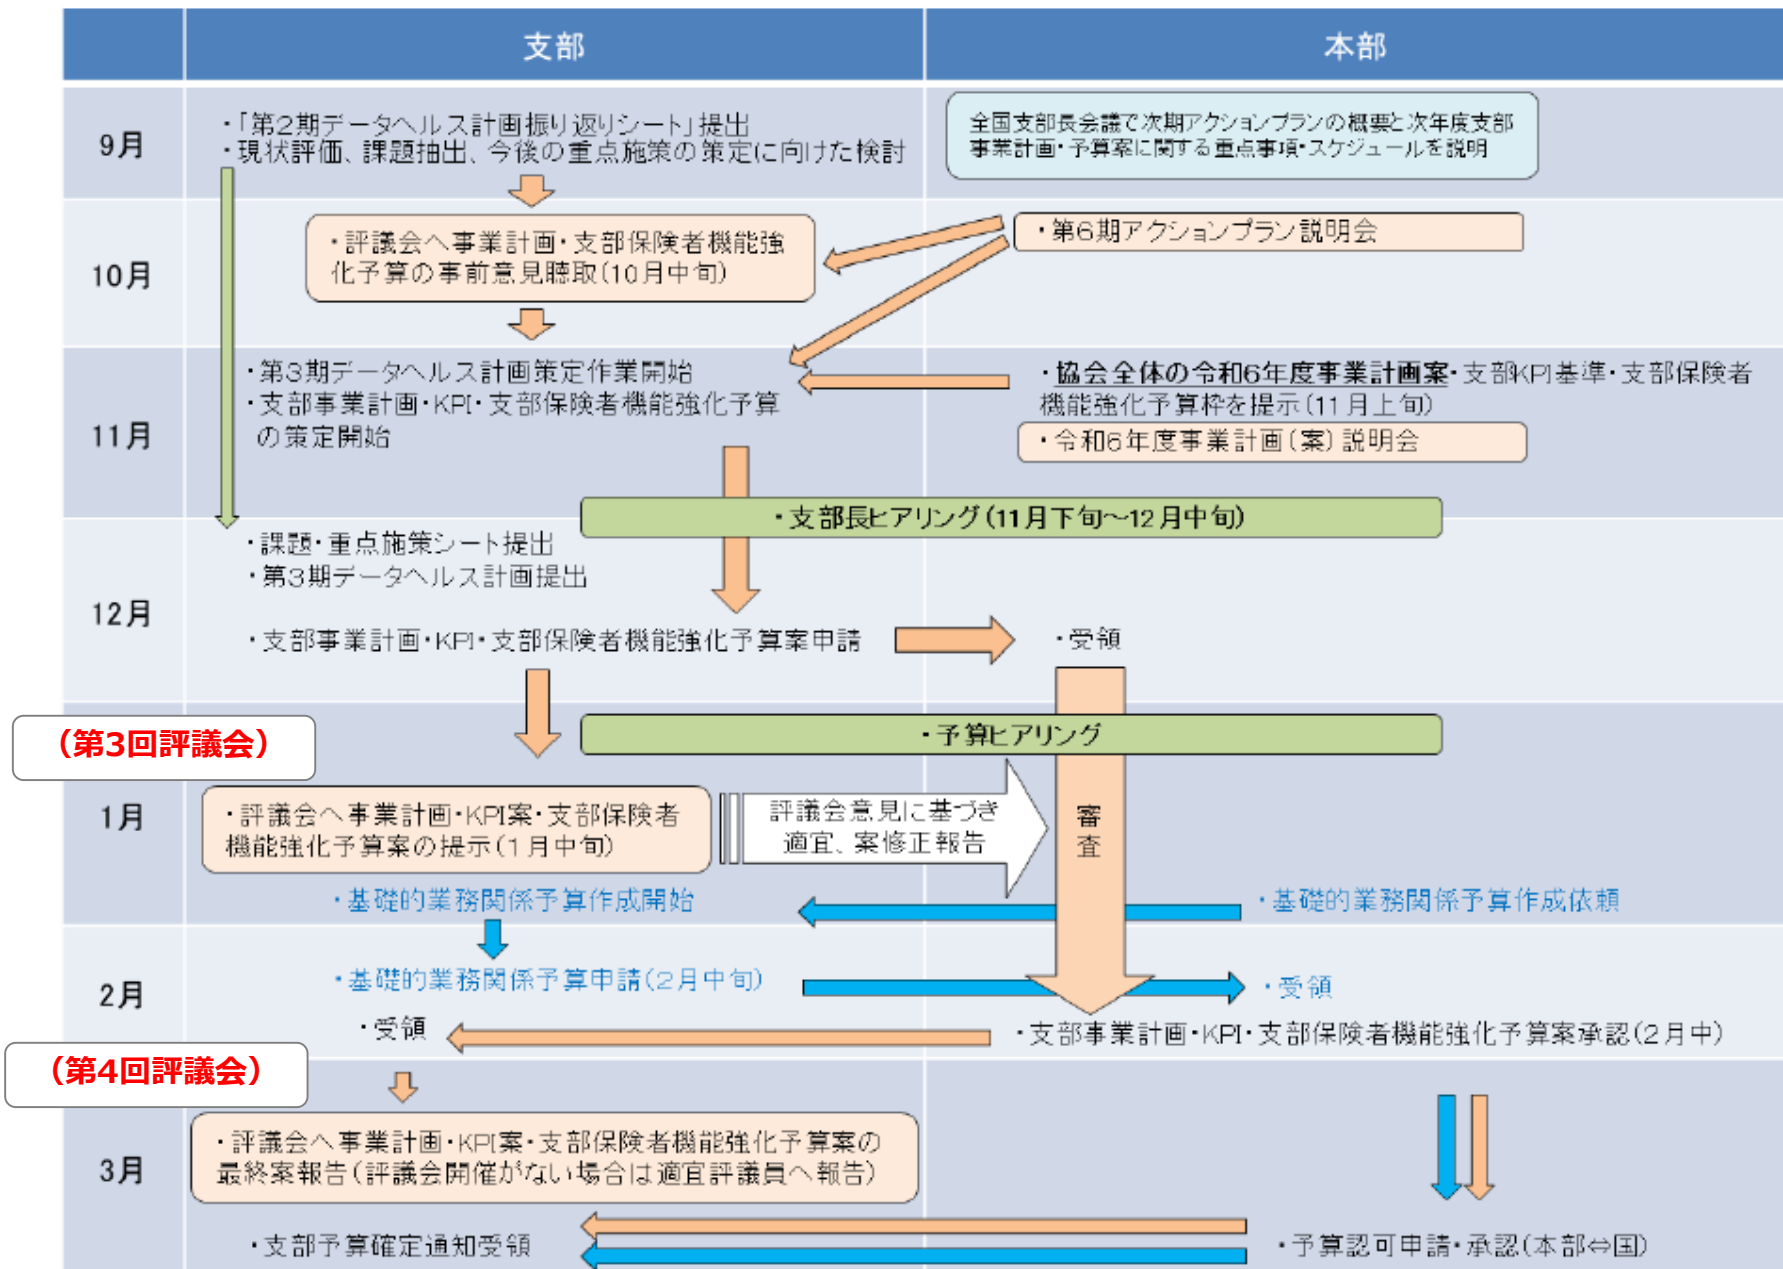 支部
本部
9月
・「第2期データヘルス計画振り返りシート」提出
・現状評価、課題抽出、今後の重点施策の策定に向けた検討
全国支部長会議で次期アクションプランの概要と次年度支部
事業計画・予算案に関する重点事項・スケジュールを説明
10月
・評議会へ事業計画・支部保険者機能強
化予算の事前意見聴取(10月中旬)
・第6期アクションプラン説明会
11月
・第3期データヘルス計画策定作業開始
・支部事業計画・KPI・支部保険者機能強化予算
の策定開始
・協会全体の令和6年度事業計画案・支部KPI基準・支部保険者
機能強化予算枠を提示(11月上旬)
・令和6年度事業計画(案)説明会
・支部長ヒアリング(11月下旬～12月中旬)
12月
・課題・重点施策シート提出
・第3期データヘルス計画提出
・支部事業計画・KPI・支部保険者機能強化予算案申請
・受領
(第3回評議会)
・予算ヒアリング
1月
・評議会へ事業計画・KPI案・支部保険者
機能強化予算案の提示(1月中旬)
評議会意見に基づき
適宜、案修正報告
審査
・基礎的業務関係予算作成開始
・基礎的業務関係予算作成依頼
2月
・基礎的業務関係予算申請(2月中旬)
・受領
・受領
・支部事業計画・KPI・支部保険者機能強化予算案承認(2月中)
(第4回評議会)
3月
・評議会へ事業計画・KPI案・支部保険者機能強化予算案の
最終案報告(評議会開催がない場合は適宜評議員へ報告)
・支部予算確定通知受領
・予算認可申請・承認(本部⇔国)